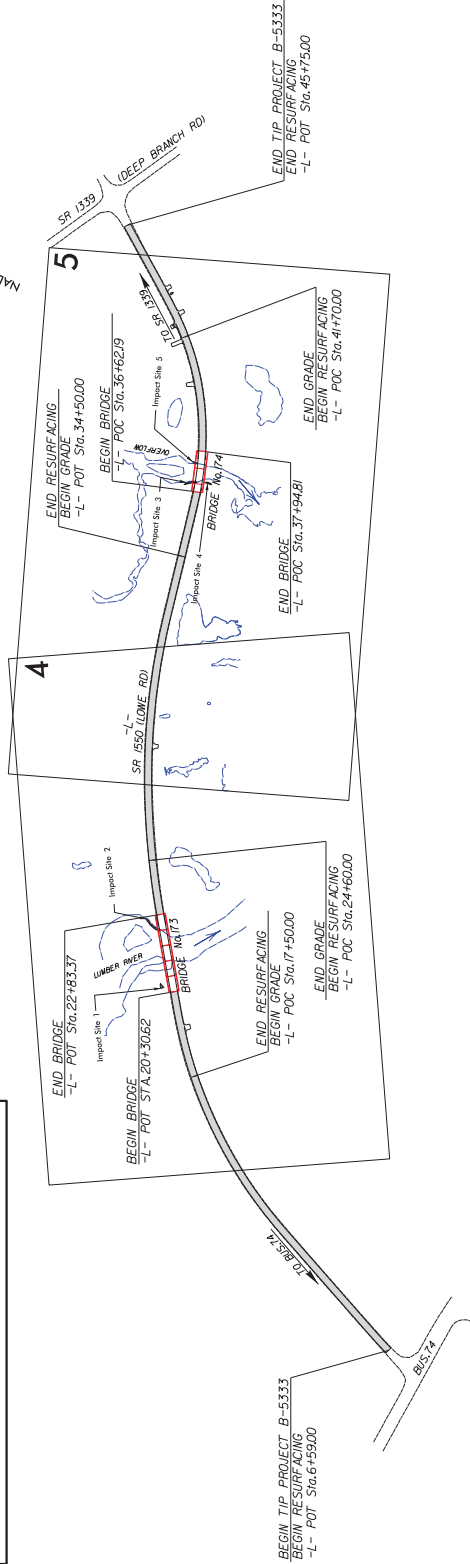 BEGIN TIP PROJECT B-5333
BEGIN RESURFACING
-L- POT Sta.6+59.00
BUS.74
TO BUS.74
BEGIN BRIDGE
-L- POT STA.20+30.62
END BRIDGE
-L- POT Sta.22+83.37
Impact Site 1
LUMBER RIVER
Impact Site 2
BRIDGE No.173
END RESURFACING
BEGIN GRADE
-L- POC Sta.17+50.00
END GRADE
BEGIN RESURFACING
-L- POC Sta.24+60.00
4
-L-
SR 1550 (LOWE RD)
END RESURFACING
BEGIN GRADE
-L- POT Sta.34+50.00
BEGIN BRIDGE
-L- POC Sta.36+62.19
Impact Site 3
OVERFLOW
Impact Site 5
Impact Site 4
BRIDGE No.174
END BRIDGE
-L- POC Sta.37+94.81
TO SR 1339
END GRADE
BEGIN RESURFACING
-L- POC Sta.41+70.00
5
NAD
SR 1339
(DEEP BRANCH RD)
END TIP PROJECT B-5333
END RESURFACING
-L- POT Sta.45+75.00